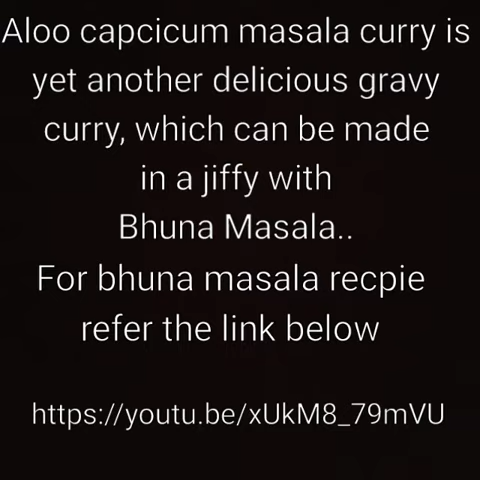 Aloo capcicum masala curry is
yet another delicious gravy
curry, which can be made
in a jiffy with
Bhuna Masala..
For bhuna masala recpie
refer the link below
https://youtu.be/xUkM8_79mVU